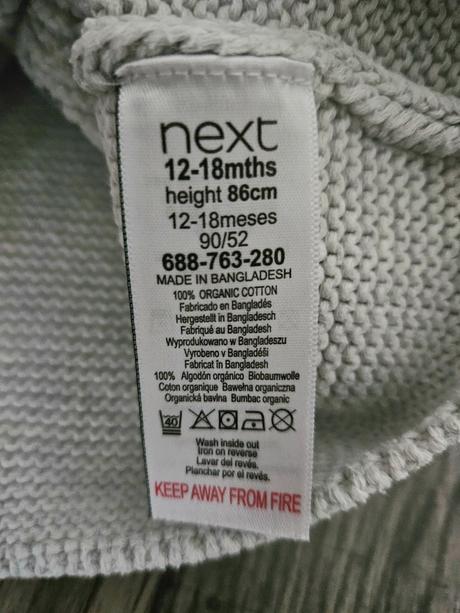 next
12-18mths
height 86cm
12-18meses
90/52
688-763-280
MADE IN BANGLADESH
100% ORGANIC COTTON
Fabricado en Bangladés
Hergestellt in Bangladesch
Fabriqué au Bangladesh
Wyprodukowano w Bangladeszu
Vyrobeno v Bangladéši
Fabricat în Bangladesh
100% Algodón orgánico Biobaumwolle
Coton organique Bawełna organiczna
Organická bavlna Bumbac organic
40
Wash inside out
Iron on reverse
Lavar del revés.
Planchar por el revés.
KEEP AWAY FROM FIRE